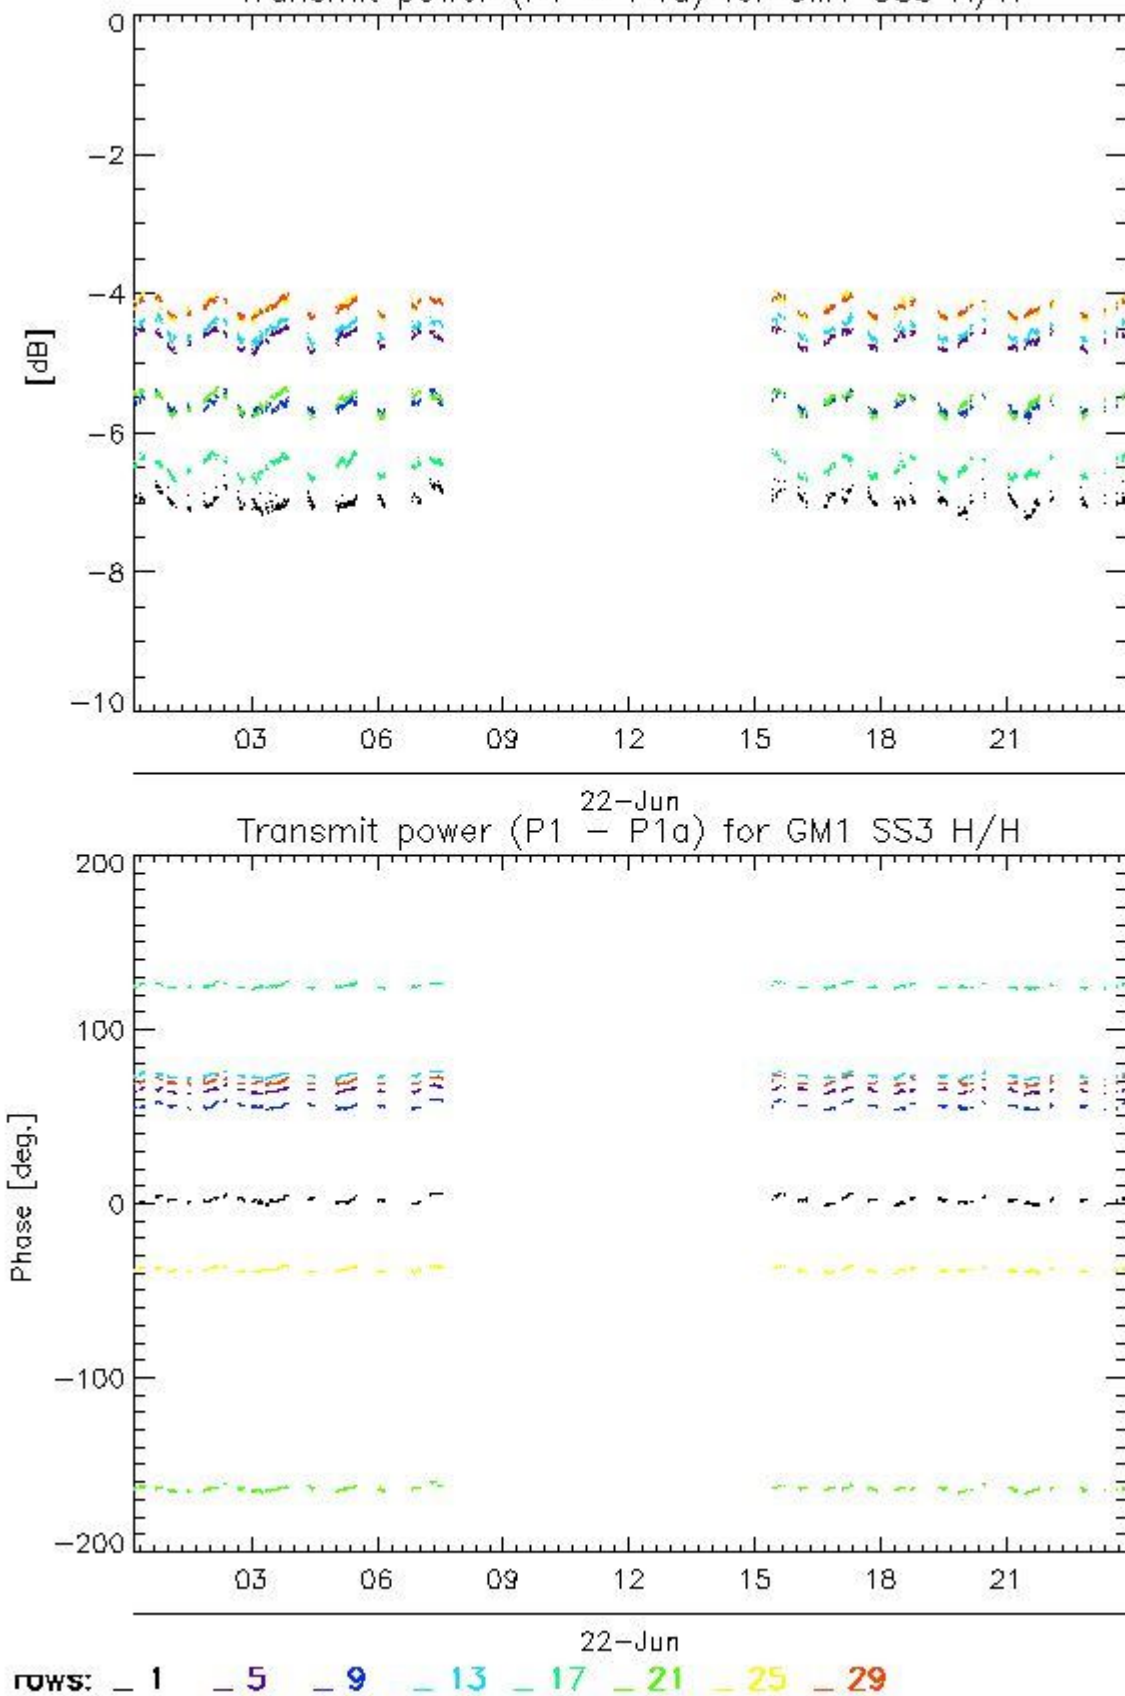 0
−2
−4
[dB]
−6
−8
−10
03 06 09 12 15 18 21
22-Jun
Transmit power (P1 − P1a) for GM1 SS3 H/H
200
100
Phase [deg.]
0
−100
−200
03 06 09 12 15 18 21
22-Jun
rows: 1 5 9 13 17 21 25 29